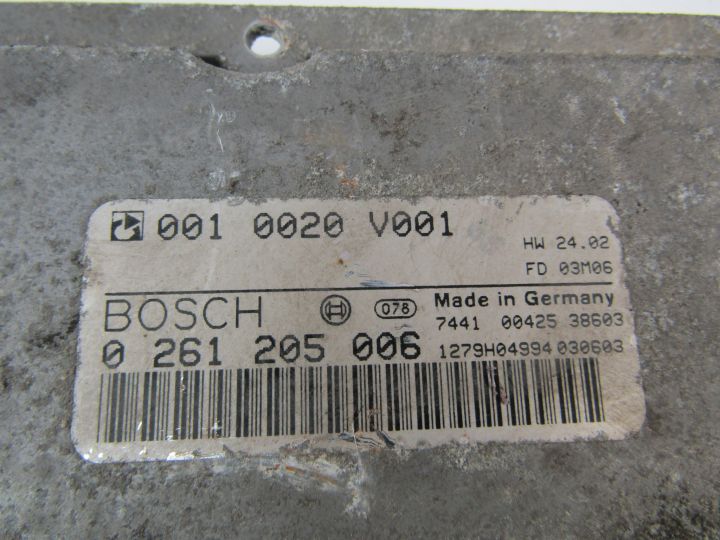 001 0020 V001
HW 24.02
FD 03M06
BOSCH 078 Made in Germany
7441 00425 38603
0 261 205 006 1279H04994 030603